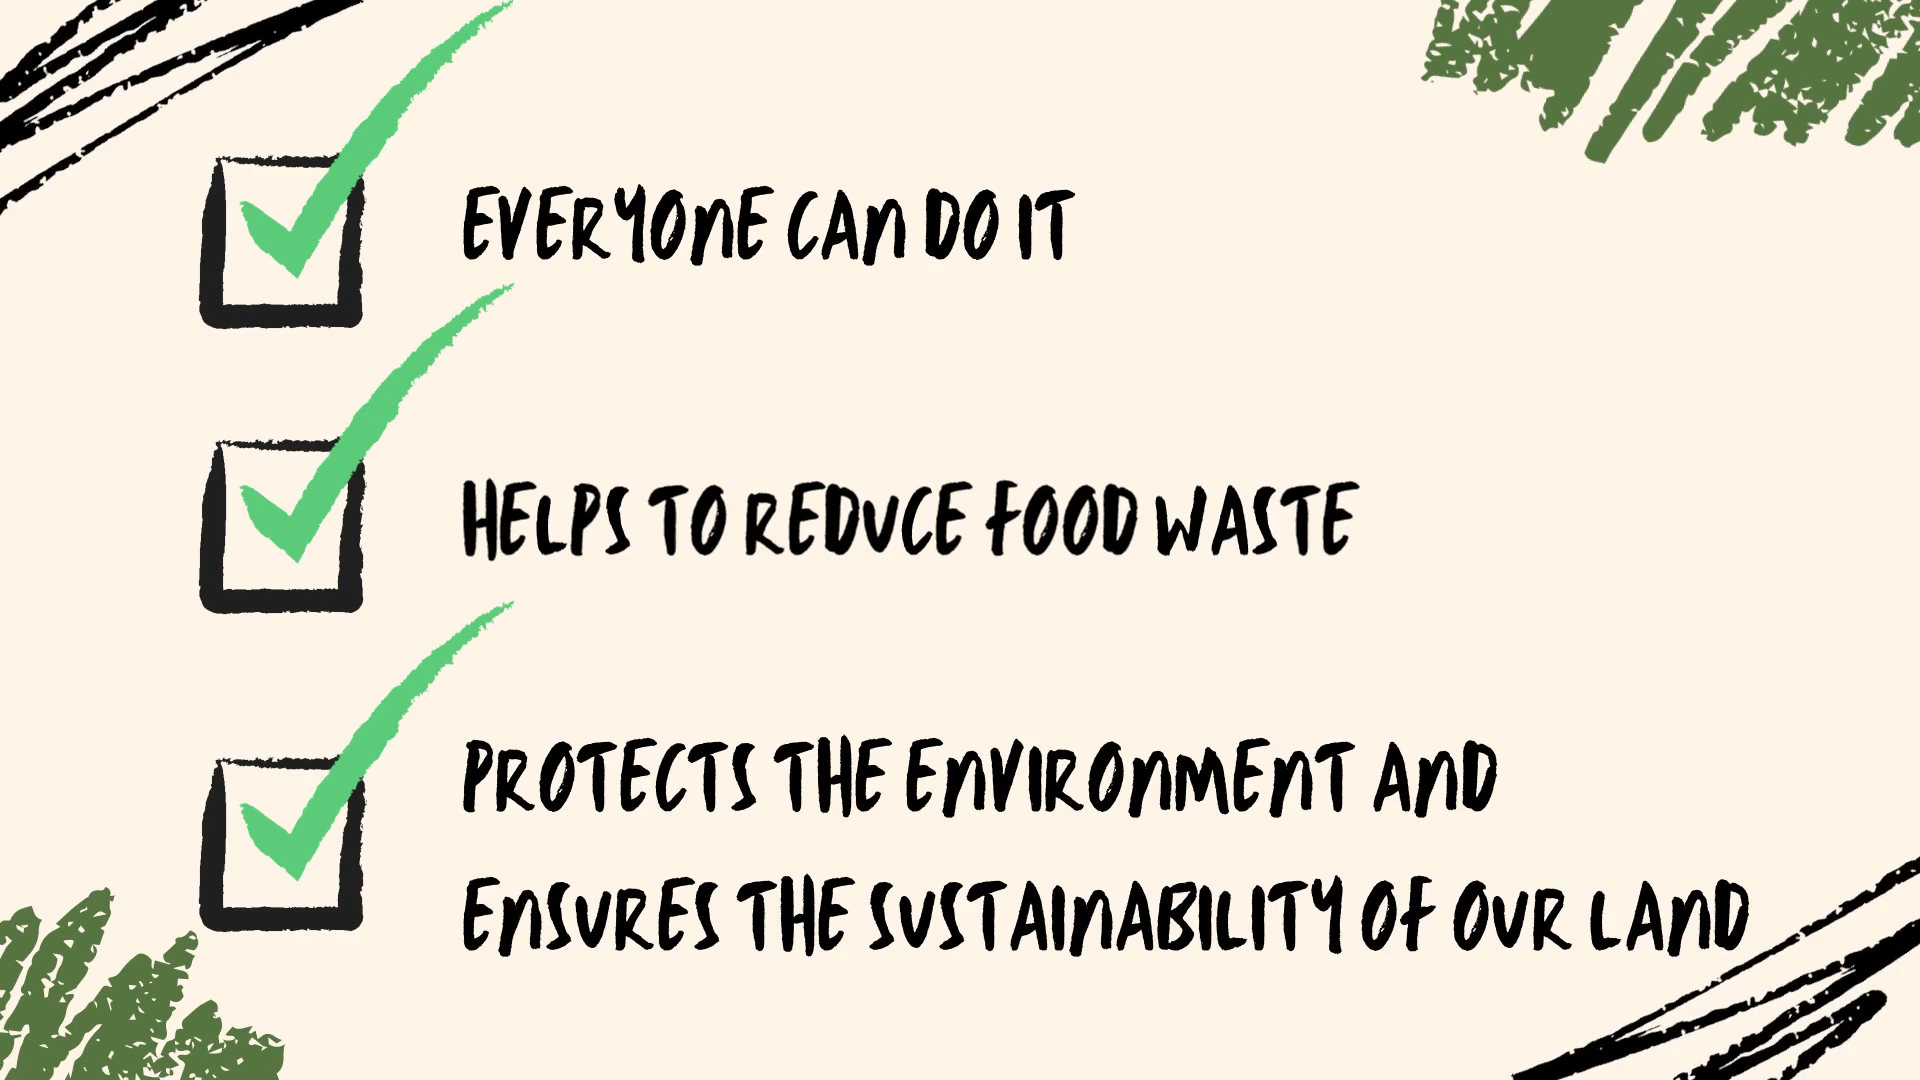 EVERYONE CAN DO IT
HELPS TO REDUCE FOOD WASTE
PROTECTS THE ENVIRONMENT AND
ENSURES THE SUSTAINABILITY OF OUR LAND